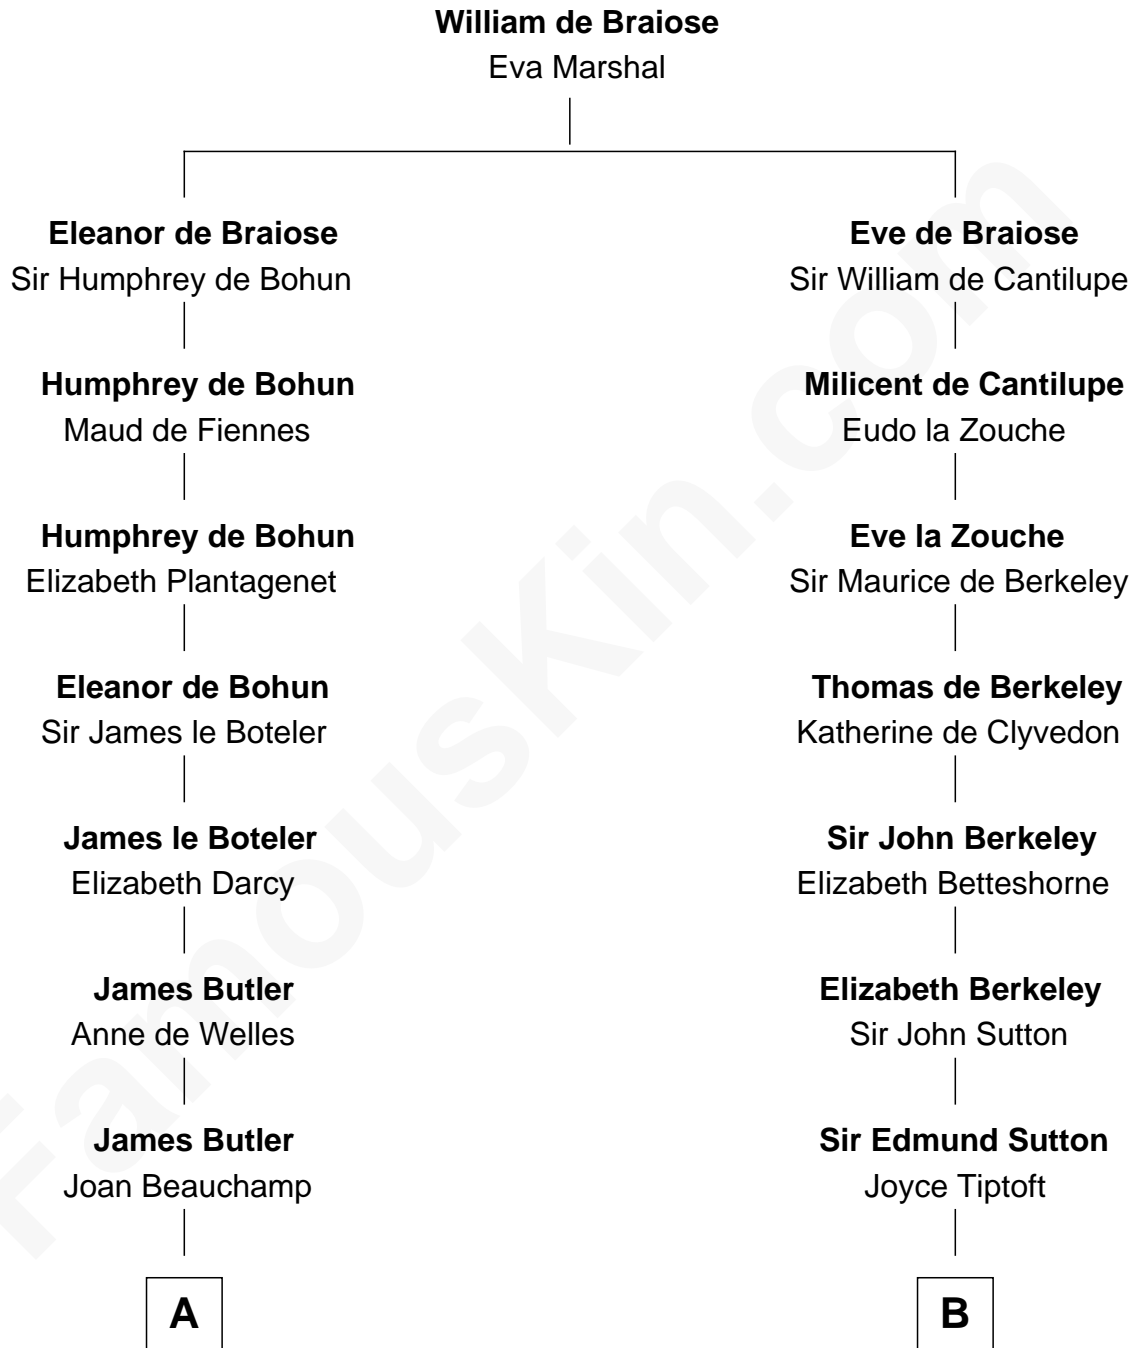 William de Braiose
Eva Marshal
Eleanor de Braiose
Sir Humphrey de Bohun
Eve de Braiose
Sir William de Cantilupe
Humphrey de Bohun
Maud de Fiennes
Milicent de Cantilupe
Eudo la Zouche
Humphrey de Bohun
Elizabeth Plantagenet
Eve la Zouche
Sir Maurice de Berkeley
Eleanor de Bohun
Sir James le Boteler
Thomas de Berkeley
Katherine de Clyvedon
James le Boteler
Elizabeth Darcy
Sir John Berkeley
Elizabeth Betteshorne
James Butler
Anne de Welles
Elizabeth Berkeley
Sir John Sutton
James Butler
Joan Beauchamp
Sir Edmund Sutton
Joyce Tiptoft
A
B
FamousKin.com